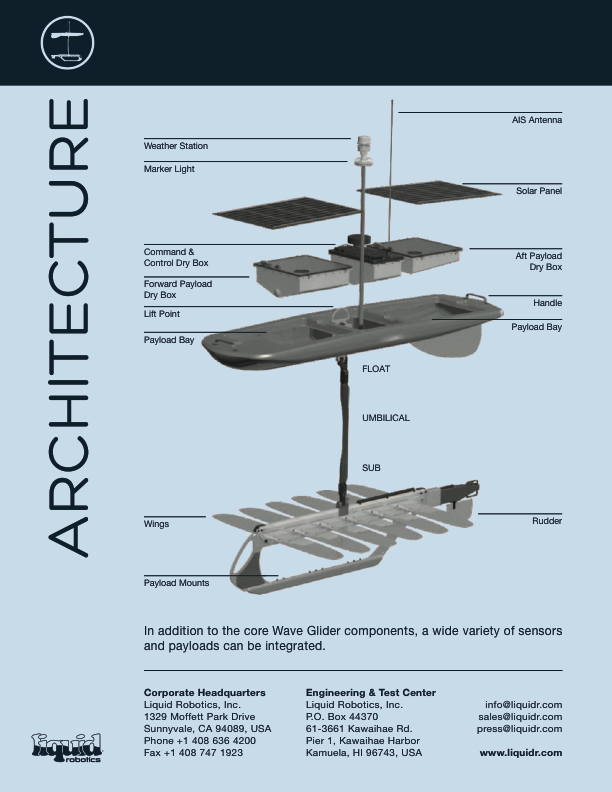 ARCHITECTURE
AIS Antenna
Weather Station
Marker Light
Solar Panel
Command &
Control Dry Box
Aft Payload
Dry Box
Forward Payload
Dry Box
Handle
Lift Point
Payload Bay
Payload Bay
FLOAT
UMBILICAL
SUB
Wings
Rudder
Payload Mounts
In addition to the core Wave Glider components, a wide variety of sensors
and payloads can be integrated.
Corporate Headquarters
Liquid Robotics, Inc.
1329 Moffett Park Drive
Sunnyvale, CA 94089, USA
Phone +1 408 636 4200
Fax +1 408 747 1923
Engineering & Test Center
Liquid Robotics, Inc.
P.O. Box 44370
61-3661 Kawaihae Rd.
Pier 1, Kawaihae Harbor
Kamuela, HI 96743, USA
info@liquidr.com
sales@liquidr.com
press@liquidr.com
www.liquidr.com
liquid
robotics